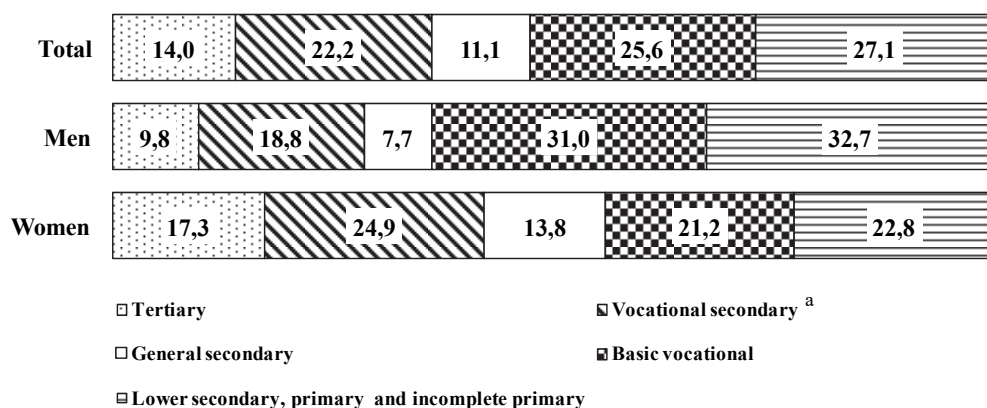 Total 14,0 22,2 11,1 25,6 27,1
Men 9,8 18,8 7,7 31,0 32,7
Women 17,3 24,9 13,8 21,2 22,8
Tertiary Vocational secondary a
General secondary Basic vocational
Lower secondary, primary and incomplete primary